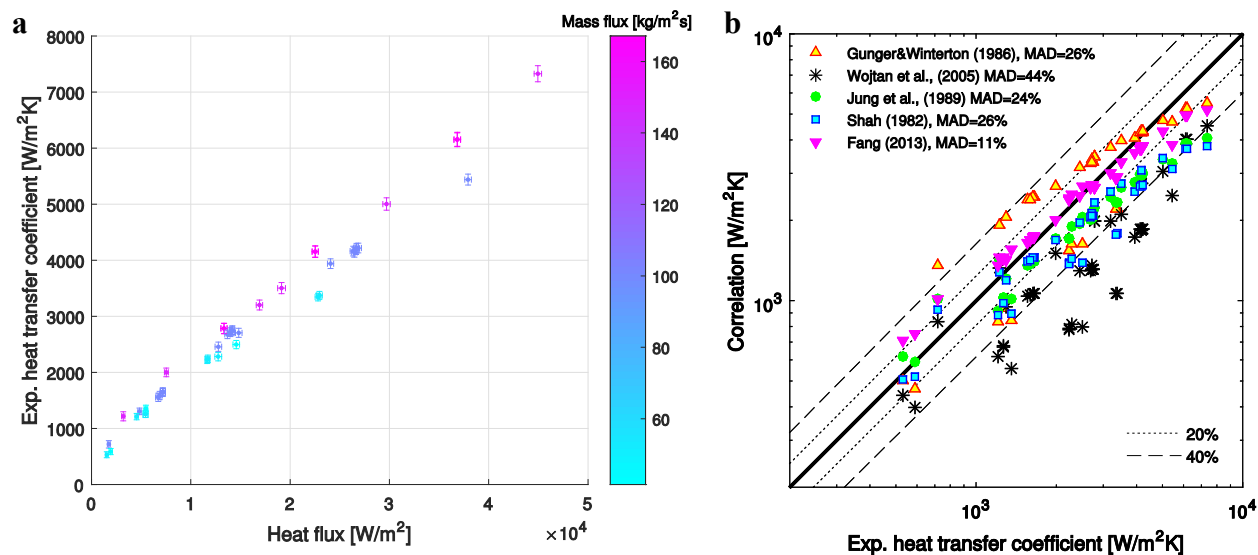 a
Mass flux [kg/m²s]
8000
7000
6000
5000
4000
3000
2000
1000
0
Exp. heat transfer coefficient [W/m²K]
0
1
2
3
4
5
× 10⁴
Heat flux [W/m²]
160
140
120
100
80
60
b
Gunger&Winterton (1986), MAD=26%
Wojtan et al., (2005) MAD=44%
Jung et al., (1989) MAD=24%
Shah (1982), MAD=26%
Fang (2013), MAD=11%
10⁴
10³
Correlation [W/m²K]
20%
40%
10³
10⁴
Exp. heat transfer coefficient [W/m²K]